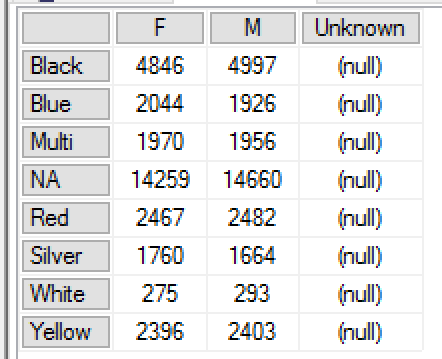 F M Unknown
Black 4846 4997 (null)
Blue 2044 1926 (null)
Multi 1970 1956 (null)
NA 14259 14660 (null)
Red 2467 2482 (null)
Silver 1760 1664 (null)
White 275 293 (null)
Yellow 2396 2403 (null)